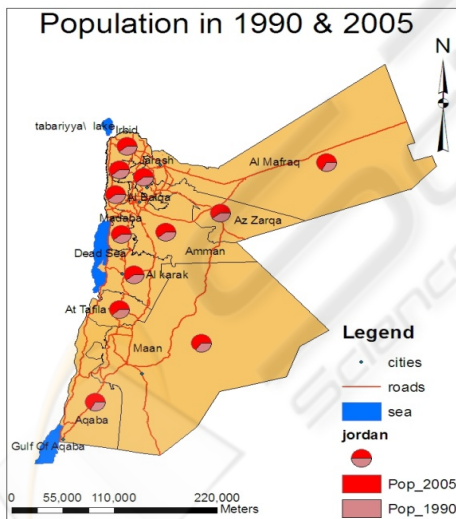 Population in 1990 & 2005
N
tabariyya\ lake
Irbid
Jarash
Al Mafraq
Al Balqa
Madaba
Az Zarqa
Dead Sea
Amman
Al karak
At Tafila
Maan
Aqaba
Gulf Of Aqaba
Legend
cities
roads
sea
jordan
Pop_2005
Pop_1990
0 55,000 110,000 220,000
Meters